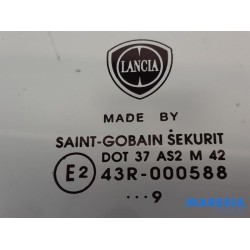 LANCIA
MADE BY
SAINT-GOBAIN SEKURIT
DOT 37 AS2 M 42
E2 43R-000588
···9